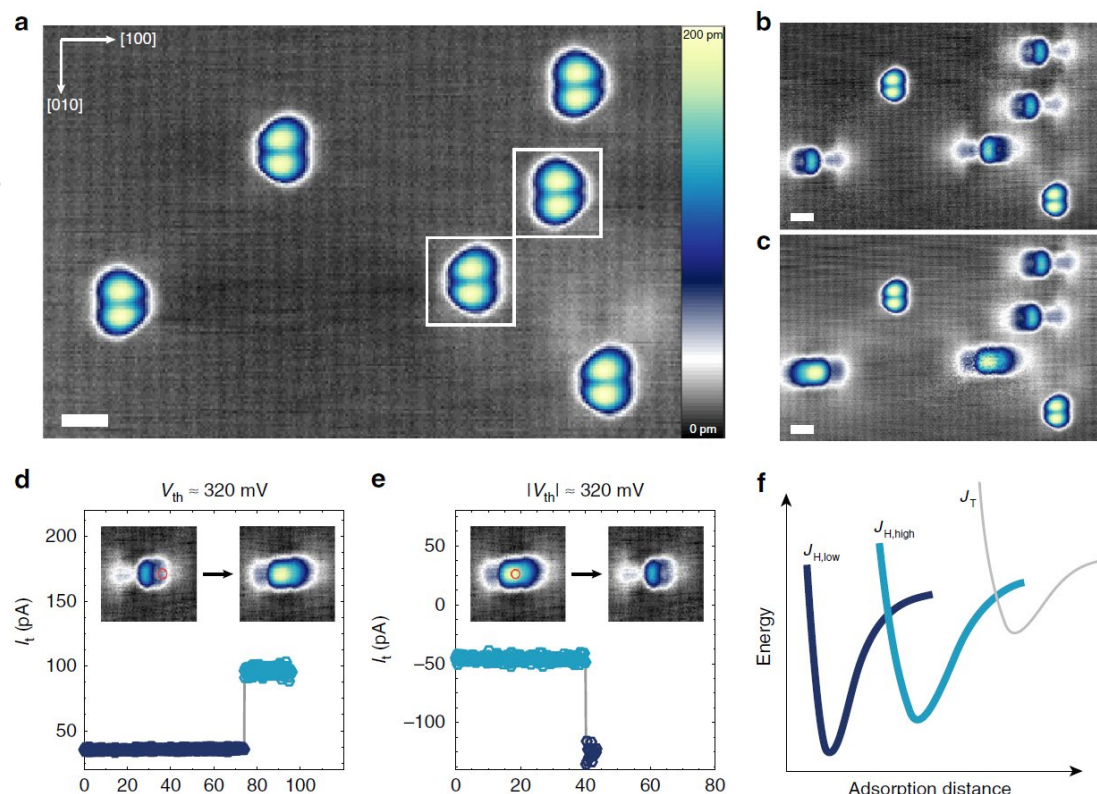 a
[100]
[010]
200 pm
0 pm
b
c
d
V_th ≈ 320 mV
200
150
100
50
I_t (pA)
0 20 40 60 80 100
e
|V_th| ≈ 320 mV
50
0
−50
−100
I_t (pA)
0 20 40 60 80
f
J_H,low
J_H,high
J_T
Energy
Adsorption distance